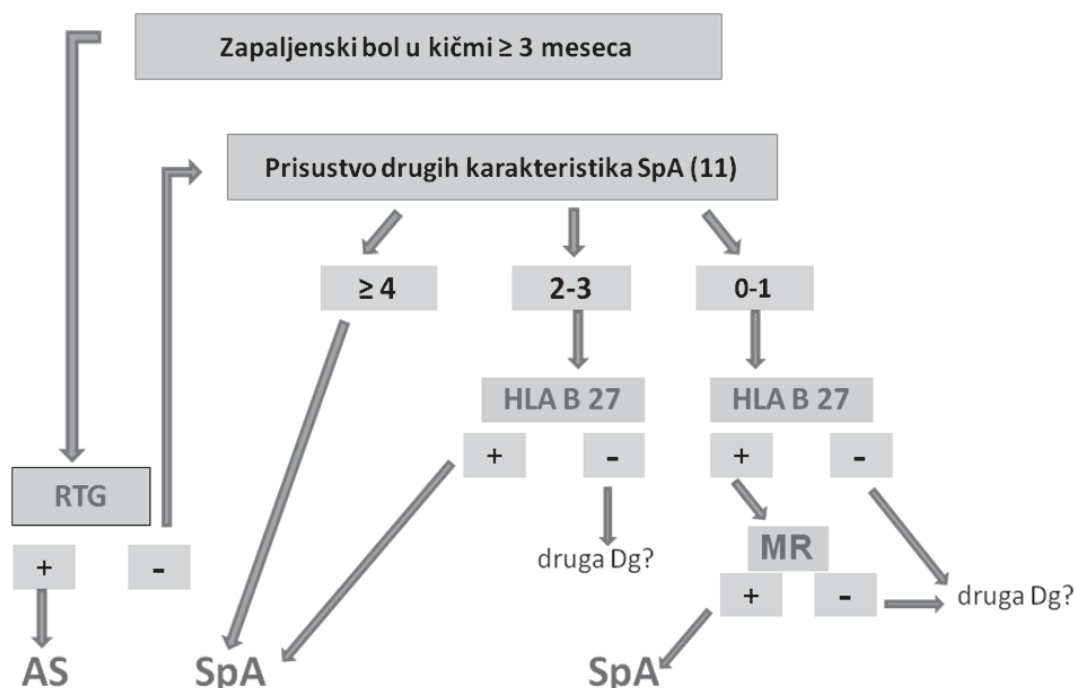 Zapaljenski bol u kičmi ≥ 3 meseca
Prisustvo drugih karakteristika SpA (11)
≥ 4
2-3
0-1
HLA B 27
HLA B 27
+
-
+
-
RTG
+
-
druga Dg?
MR
+
-
druga Dg?
AS
SpA
SpA